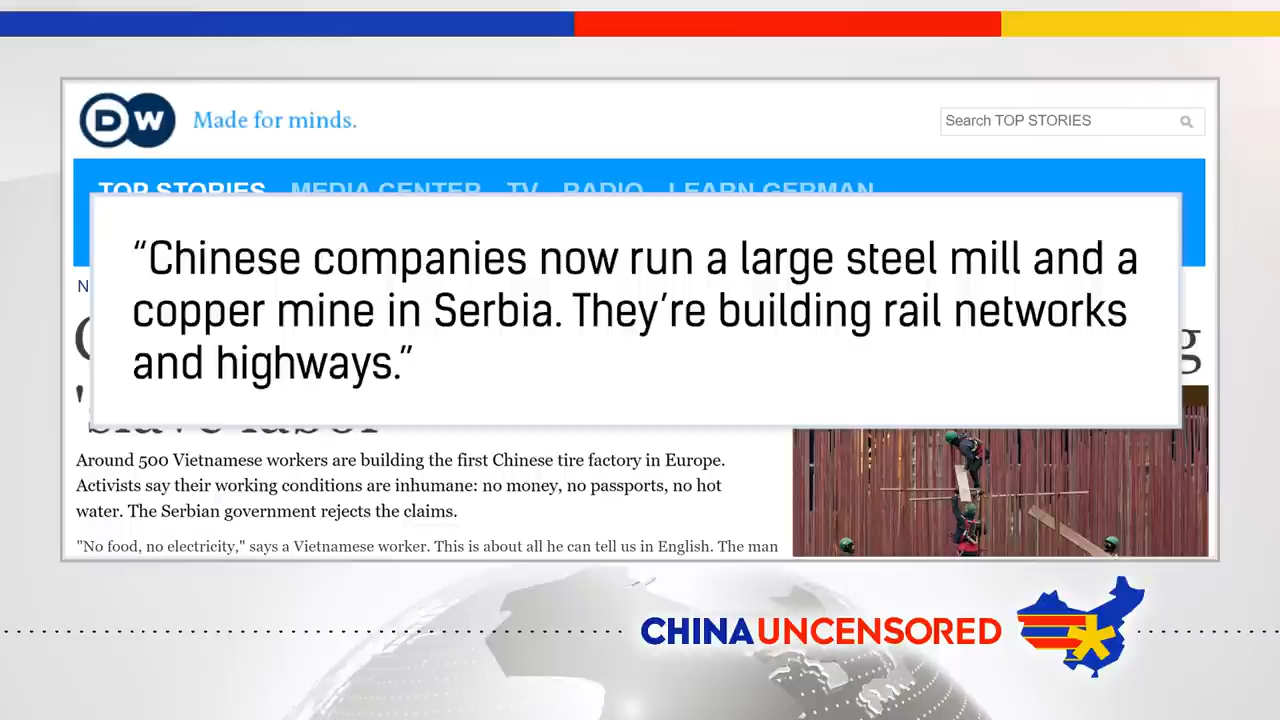 DW Made for minds.
Search TOP STORIES
TOP STORIES MEDIA CENTER TV RADIO LEARN GERMAN
“Chinese companies now run a large steel mill and a
copper mine in Serbia. They’re building rail networks
and highways.”
slave labor
Around 500 Vietnamese workers are building the first Chinese tire factory in Europe.
Activists say their working conditions are inhumane: no money, no passports, no hot
water. The Serbian government rejects the claims.
"No food, no electricity," says a Vietnamese worker. This is about all he can tell us in English. The man
CHINA UNCENSORED